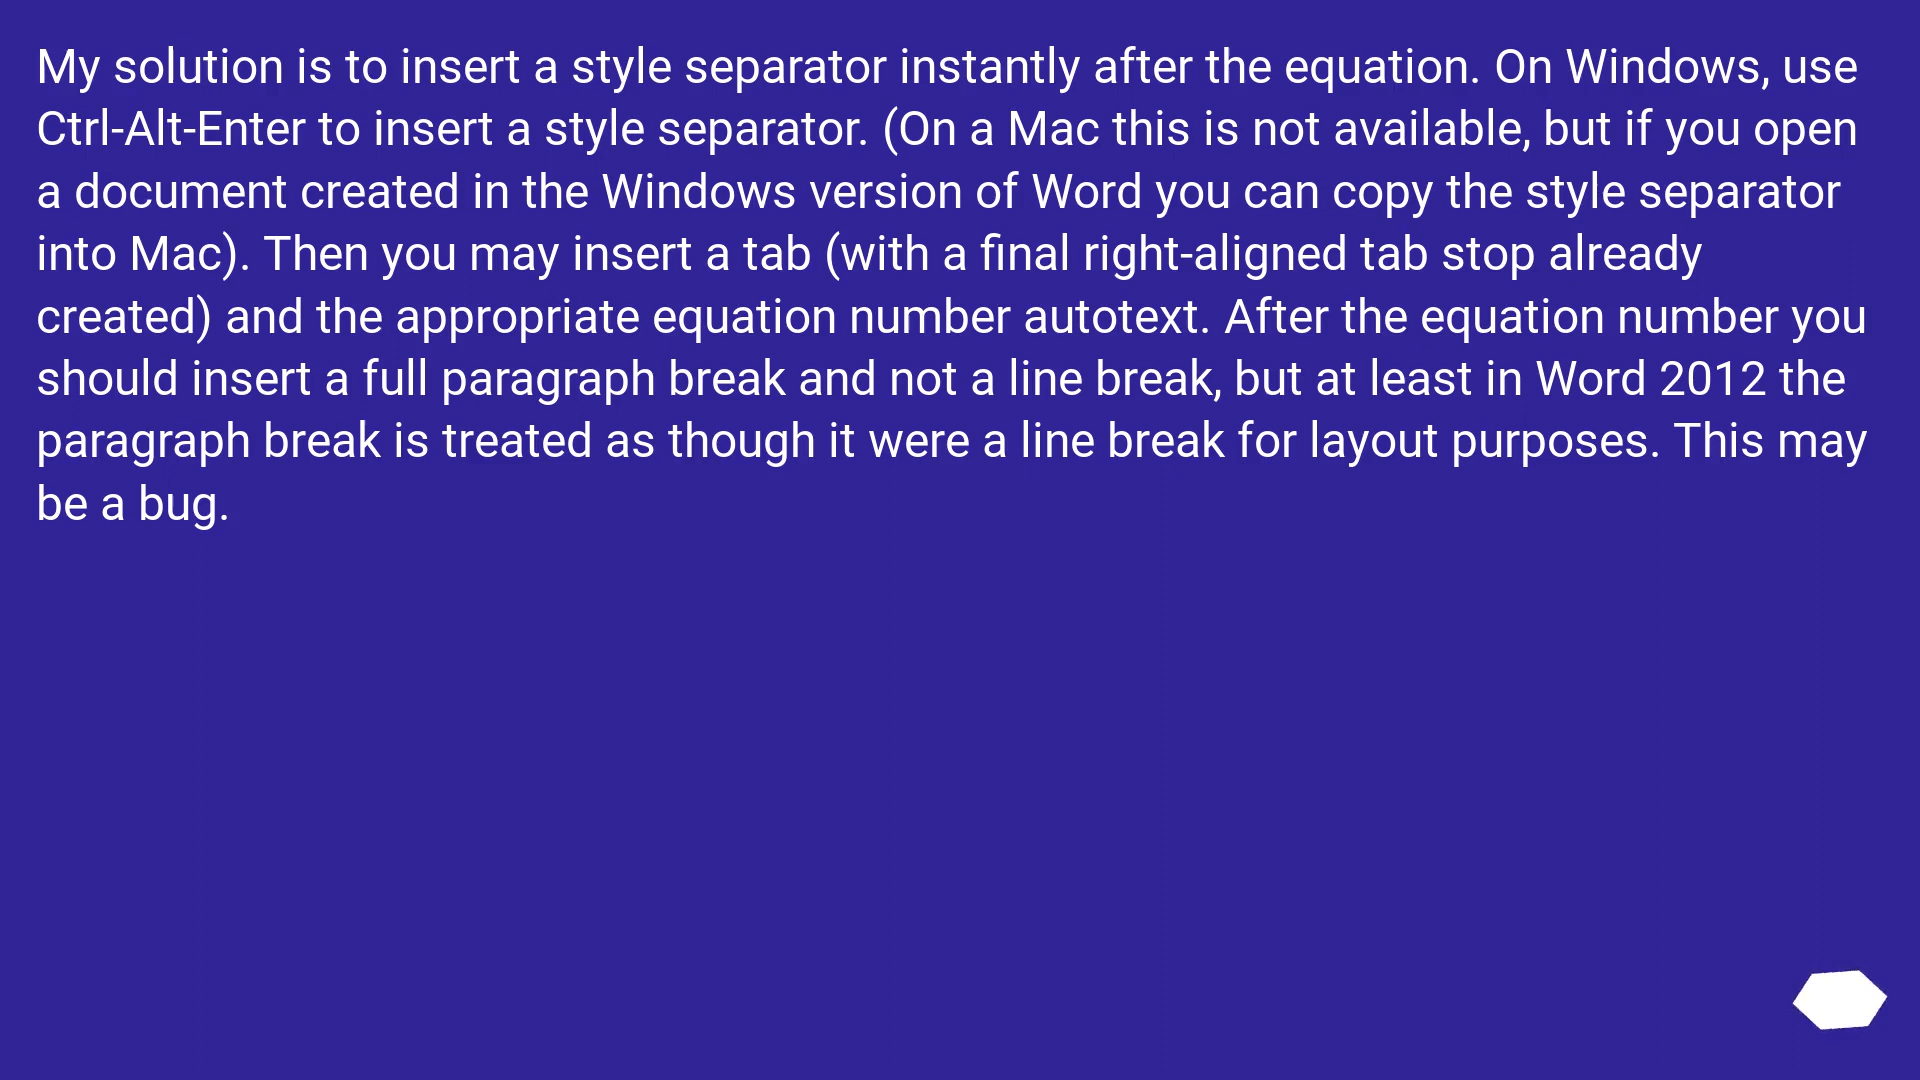 My solution is to insert a style separator instantly after the equation. On Windows, use
Ctrl-Alt-Enter to insert a style separator. (On a Mac this is not available, but if you open
a document created in the Windows version of Word you can copy the style separator
into Mac). Then you may insert a tab (with a final right-aligned tab stop already
created) and the appropriate equation number autotext. After the equation number you
should insert a full paragraph break and not a line break, but at least in Word 2012 the
paragraph break is treated as though it were a line break for layout purposes. This may
be a bug.